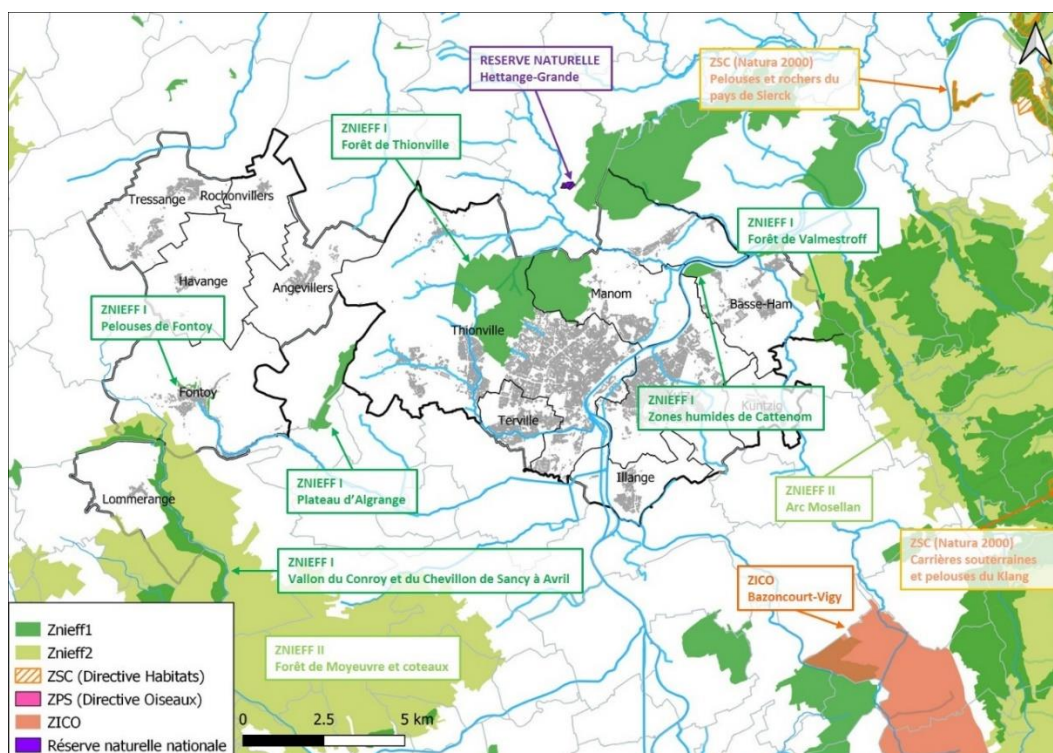 RESERVE NATURELLE
Hettange-Grande
ZSC (Natura 2000)
Pelouses et rochers du
pays de Sierck
ZNIEFF I
Forêt de Thionville
Tressange
Rochonvillers
ZNIEFF I
Forêt de Valmestroff
Havange
Angevillers
Manom
Basse-Ham
ZNIEFF I
Pelouses de Fontoy
Thionville
Fontoy
Kuntzig
ZNIEFF I
Zones humides de Cattenom
Terville
ZNIEFF I
Plateau d'Algrange
Illange
Lommerange
ZNIEFF II
Arc Mosellan
ZSC (Natura 2000)
Carrières souterraines
et pelouses du Klang
ZNIEFF I
Vallon du Conroy et du Chevillon de Sancy à Avril
ZICO
Bazoncourt-Vigy
ZNIEFF II
Forêt de Moyeuvre et coteaux
Znieff1
Znieff2
ZSC (Directive Habitats)
ZPS (Directive Oiseaux)
ZICO
Réserve naturelle nationale
0 2.5 5 km